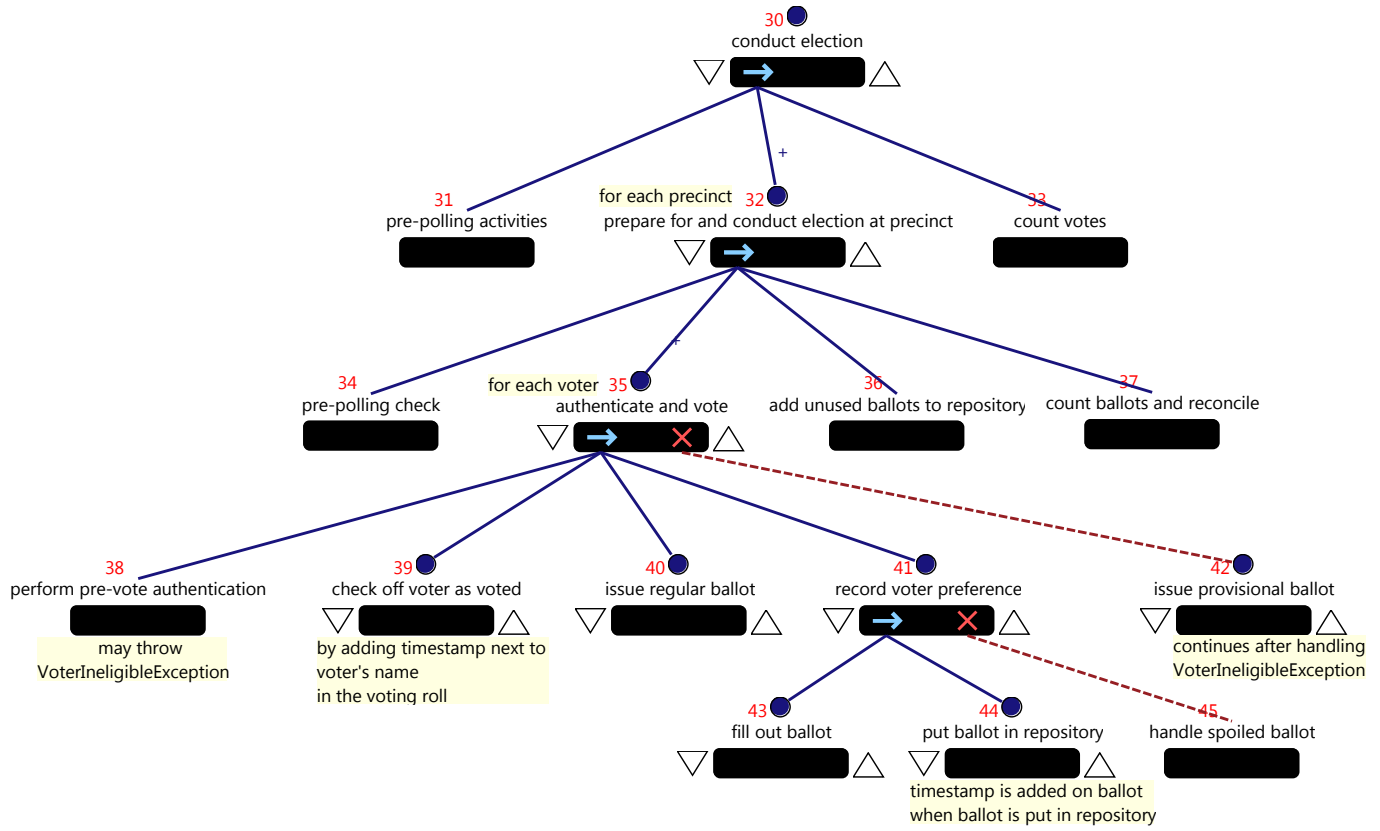 30
conduct election
+
31
for each precinct 32
33
pre-polling activities
prepare for and conduct election at precinct
count votes
+
34
for each voter 35
36
37
pre-polling check
authenticate and vote
add unused ballots to repository
count ballots and reconcile
38
39
40
41
42
perform pre-vote authentication
check off voter as voted
issue regular ballot
record voter preference
issue provisional ballot
may throw
VoterIneligibleException
by adding timestamp next to
voter's name
in the voting roll
continues after handling
VoterIneligibleException
43
44
45
fill out ballot
put ballot in repository
handle spoiled ballot
timestamp is added on ballot
when ballot is put in repository